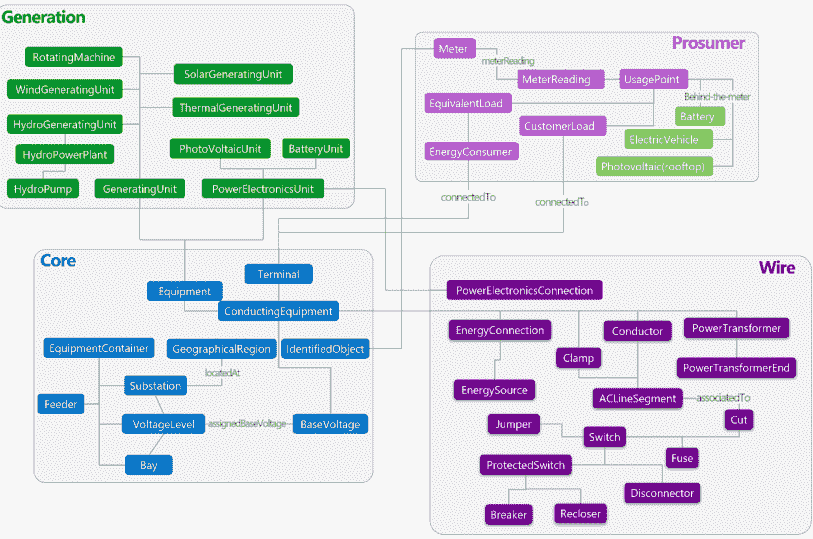 Generation
RotatingMachine
SolarGeneratingUnit
WindGeneratingUnit
ThermalGeneratingUnit
HydroGeneratingUnit
PhotoVoltaicUnit
BatteryUnit
HydroPowerPlant
HydroPump
GeneratingUnit
PowerElectronicsUnit
Prosumer
Meter
meterReading
MeterReading
UsagePoint
Behind-the-meter
EquivalentLoad
Battery
CustomerLoad
ElectricVehicle
EnergyConsumer
Photovoltaic(rooftop)
connectedTo
connectedTo
Core
Terminal
Equipment
ConductingEquipment
EquipmentContainer
GeographicalRegion
IdentifiedObject
locatedAt
Substation
Feeder
VoltageLevel
assignedBaseVoltage
BaseVoltage
Bay
Wire
PowerElectronicsConnection
EnergyConnection
Conductor
PowerTransformer
Clamp
PowerTransformerEnd
EnergySource
ACLineSegment
associatedTo
Cut
Jumper
Switch
Fuse
ProtectedSwitch
Disconnector
Breaker
Recloser